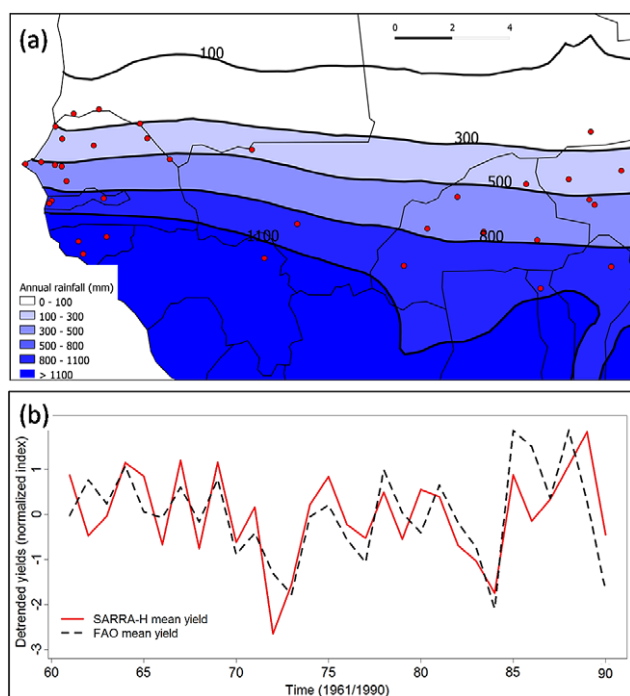 (a)
0 2 4
100
300
500
800
1100
Annual rainfall (mm)
0 - 100
100 - 300
300 - 500
500 - 800
800 - 1100
> 1100
(b)
Detrended yields (normalized index)
1
0
-1
-2
-3
SARRA-H mean yield
FAO mean yield
60 65 70 75 80 85 90
Time (1961/1990)